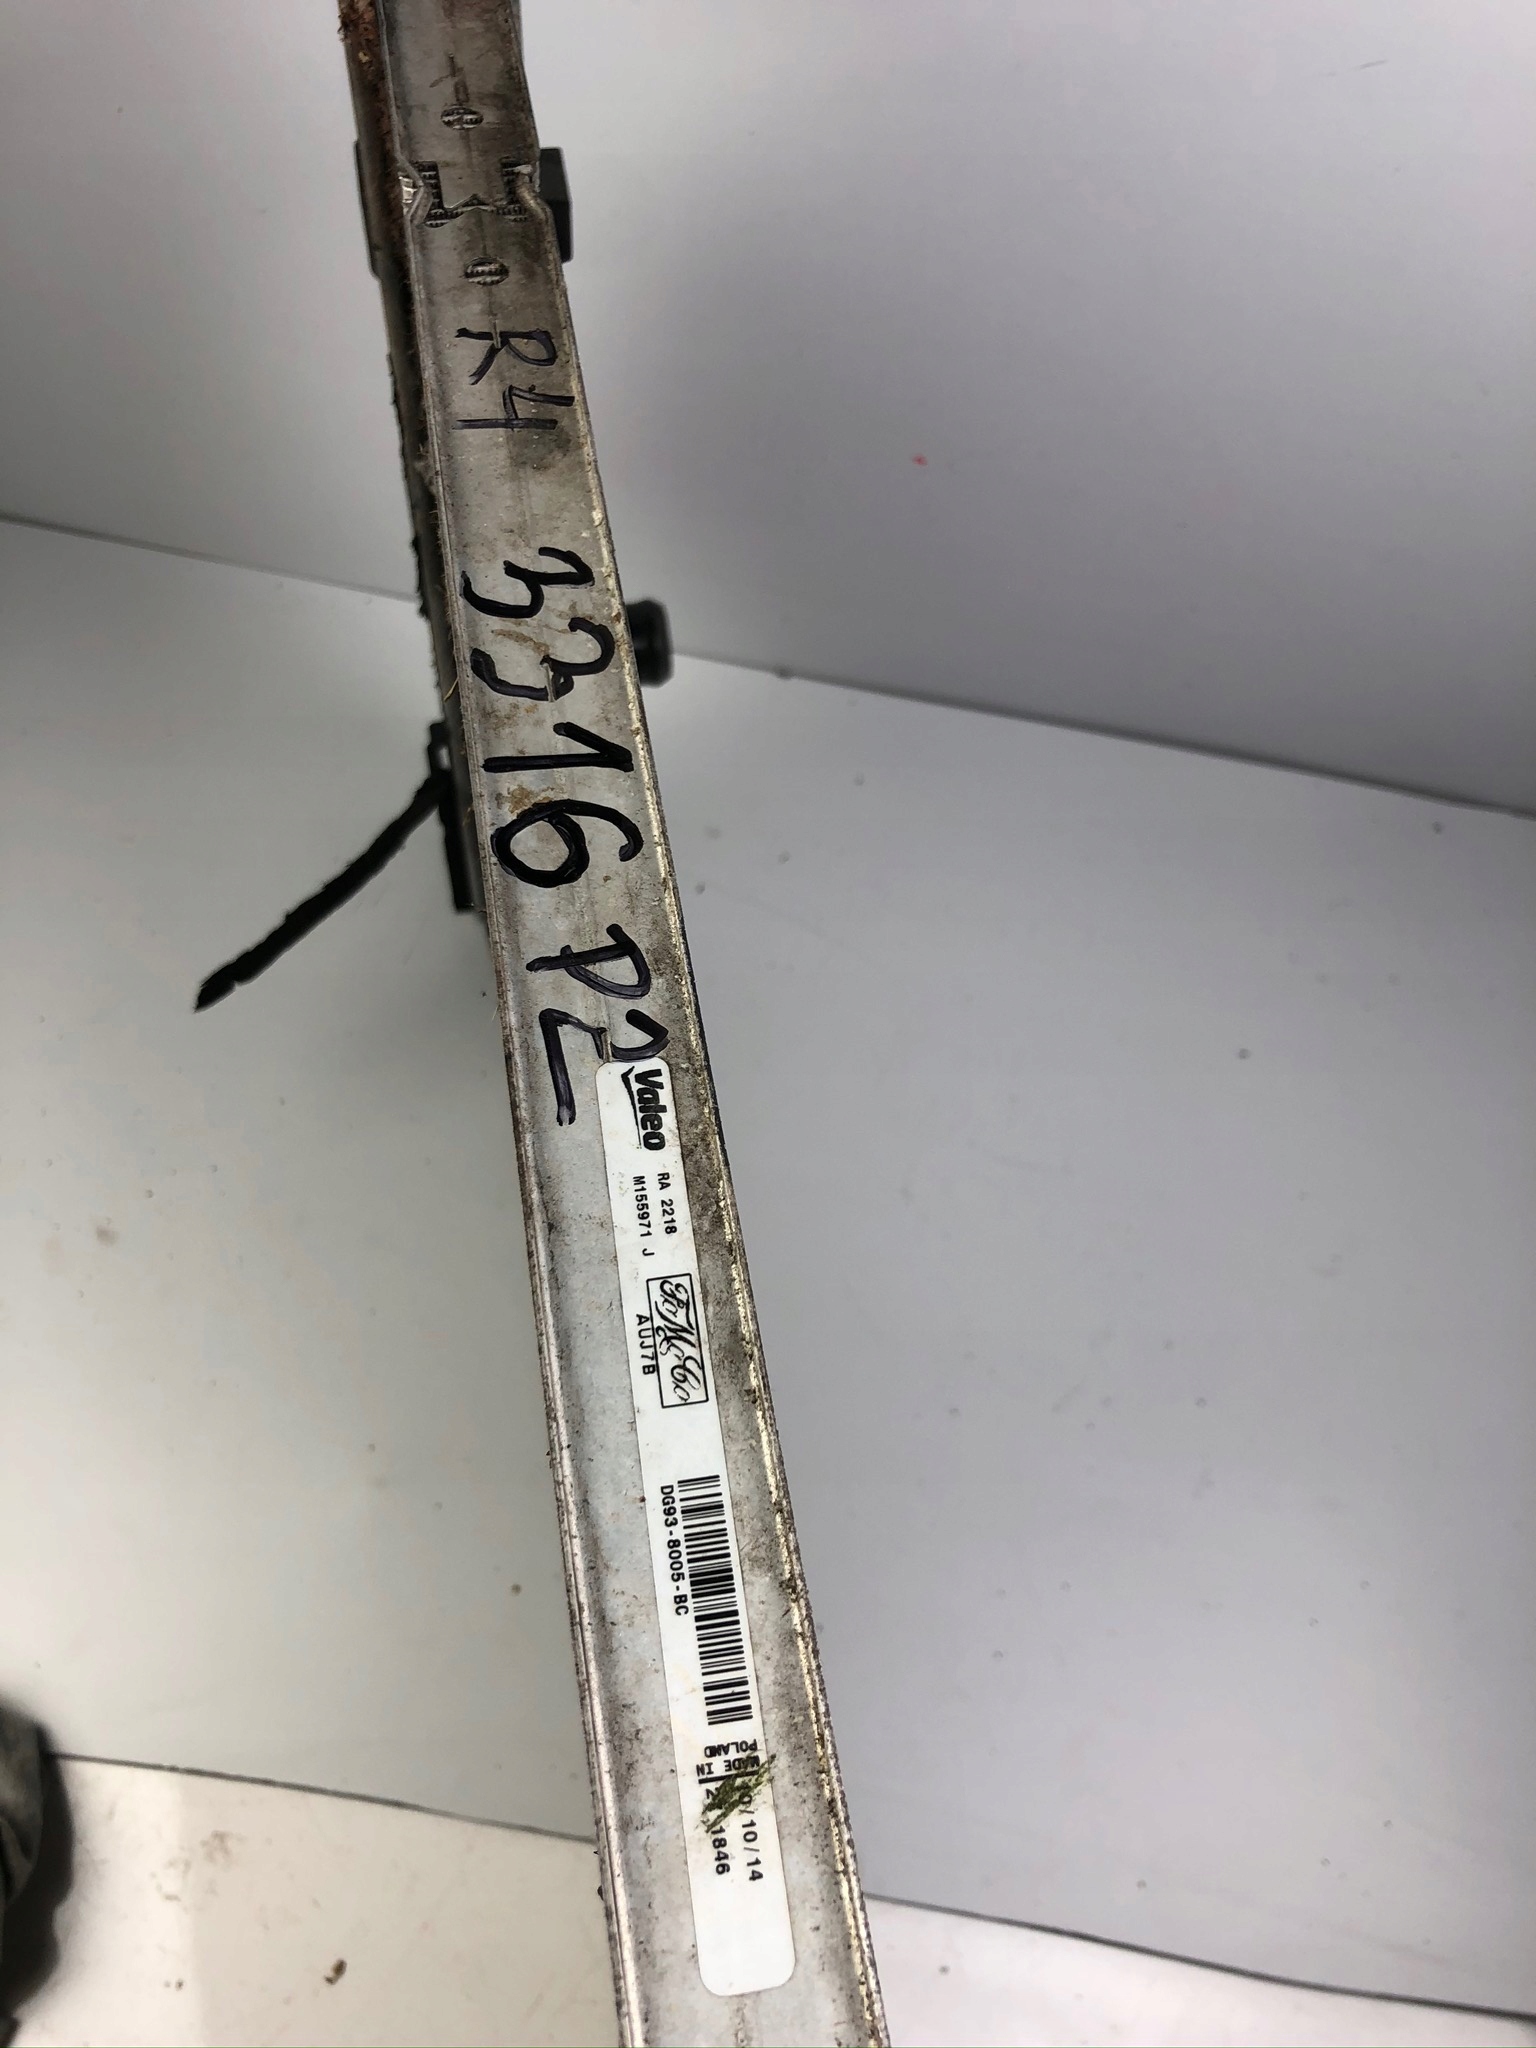 R4
3316 P2
Valeo
RA 2218
M155971 J
FoMoCo
AUJ7B
DG93-8005-BC
MADE IN
POLAND
/10/14
1846